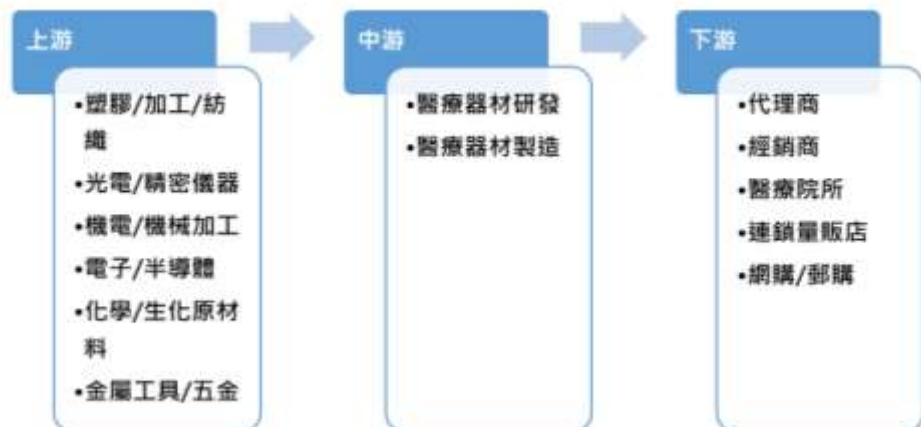 上游
•塑膠/加工/紡
織
•光電/精密儀器
•機電/機械加工
•電子/半導體
•化學/生化原材
料
•金屬工具/五金
中游
•醫療器材研發
•醫療器材製造
下游
•代理商
•經銷商
•醫療院所
•連鎖量販店
•網購/郵購